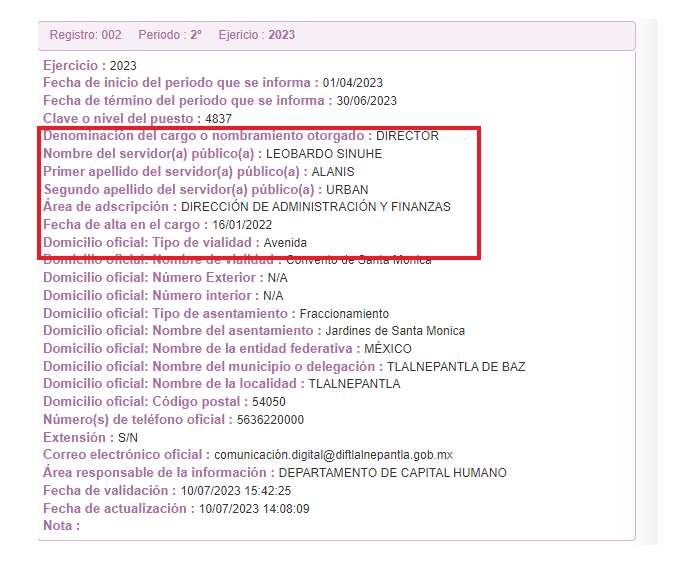 Registro: 002 Periodo : 2º Ejericio : 2023
Ejercicio : 2023
Fecha de inicio del periodo que se informa : 01/04/2023
Fecha de término del periodo que se informa : 30/06/2023
Clave o nivel del puesto : 4837
Denominación del cargo o nombramiento otorgado : DIRECTOR
Nombre del servidor(a) público(a) : LEOBARDO SINUHE
Primer apellido del servidor(a) público(a) : ALANIS
Segundo apellido del servidor(a) público(a) : URBAN
Área de adscripción : DIRECCIÓN DE ADMINISTRACIÓN Y FINANZAS
Fecha de alta en el cargo : 16/01/2022
Domicilio oficial: Tipo de vialidad : Avenida
Domicilio oficial: Nombre de vialidad : Convento de Santa Monica
Domicilio oficial: Número Exterior : N/A
Domicilio oficial: Número interior : N/A
Domicilio oficial: Tipo de asentamiento : Fraccionamiento
Domicilio oficial: Nombre del asentamiento : Jardines de Santa Monica
Domicilio oficial: Nombre de la entidad federativa : MÉXICO
Domicilio oficial: Nombre del municipio o delegación : TLALNEPANTLA DE BAZ
Domicilio oficial: Nombre de la localidad : TLALNEPANTLA
Domicilio oficial: Código postal : 54050
Número(s) de teléfono oficial : 5636220000
Extensión : S/N
Correo electrónico oficial : comunicación.digital@diftlalnepantla.gob.mx
Área responsable de la información : DEPARTAMENTO DE CAPITAL HUMANO
Fecha de validación : 10/07/2023 15:42:25
Fecha de actualización : 10/07/2023 14:08:09
Nota :